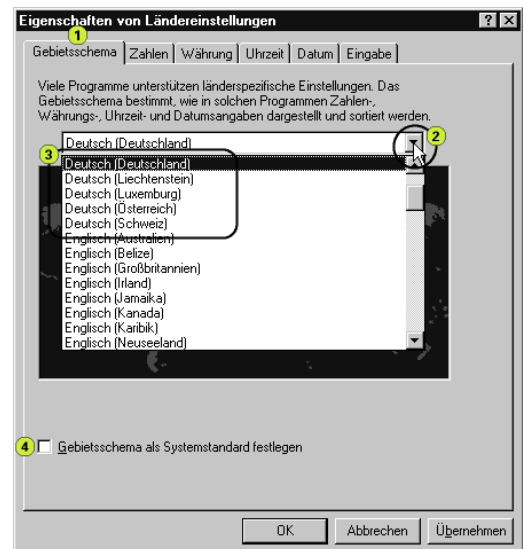 Eigenschaften von Ländereinstellungen
1
Gebietsschema Zahlen Währung Uhrzeit Datum Eingabe
Viele Programme unterstützen länderspezifische Einstellungen. Das
Gebietsschema bestimmt, wie in solchen Programmen Zahlen-,
Währungs-, Uhrzeit- und Datumsangaben dargestellt und sortiert werden.
2
Deutsch (Deutschland)
3
Deutsch (Deutschland)
Deutsch (Liechtenstein)
Deutsch (Luxemburg)
Deutsch (Österreich)
Deutsch (Schweiz)
Englisch (Australien)
Englisch (Belize)
Englisch (Großbritannien)
Englisch (Irland)
Englisch (Jamaika)
Englisch (Kanada)
Englisch (Karibik)
Englisch (Neuseeland)
4 Gebietsschema als Systemstandard festlegen
OK Abbrechen Übernehmen